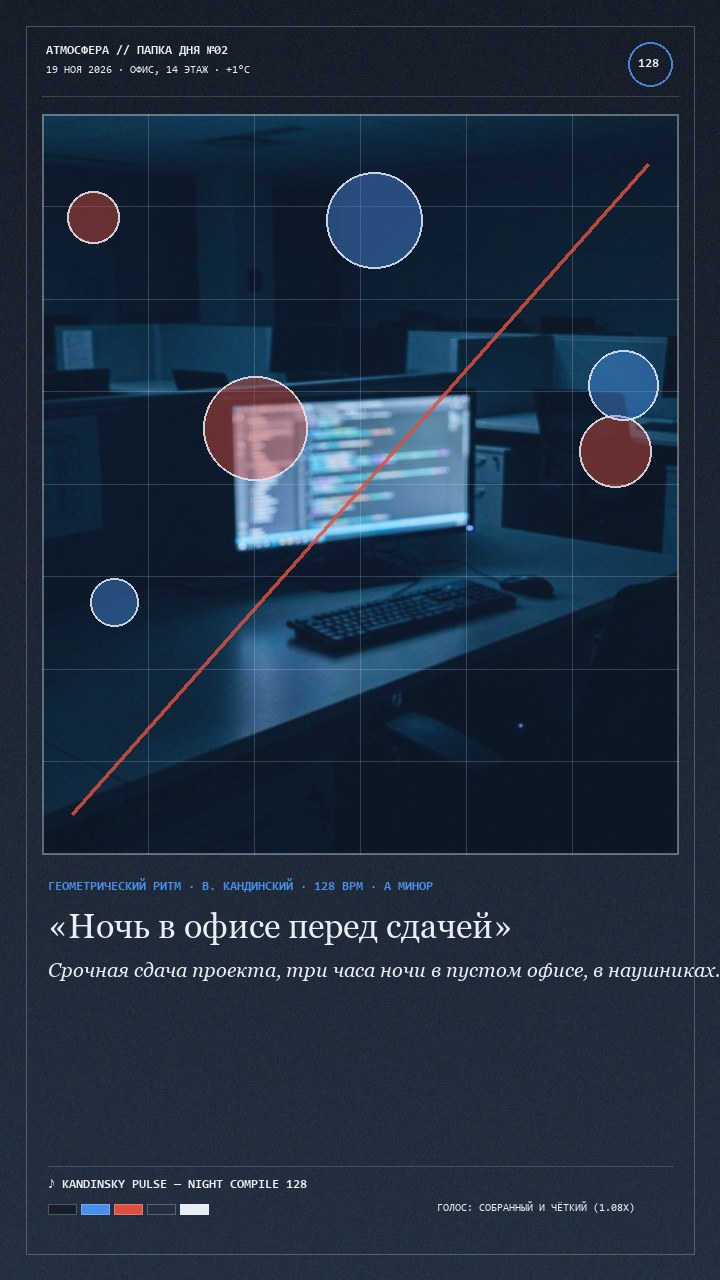 АТМОСФЕРА // ПАПКА ДНЯ №02
19 НОЯ 2026 · ОФИС, 14 ЭТАЖ · +1°C
128
ГЕОМЕТРИЧЕСКИЙ РИТМ · В. КАНДИНСКИЙ · 128 BPM · A МИНОР
«Ночь в офисе перед сдачей»
Срочная сдача проекта, три часа ночи в пустом офисе, в наушниках.
♪ KANDINSKY PULSE — NIGHT COMPILE 128
ГОЛОС: СОБРАННЫЙ И ЧЁТКИЙ (1.08X)